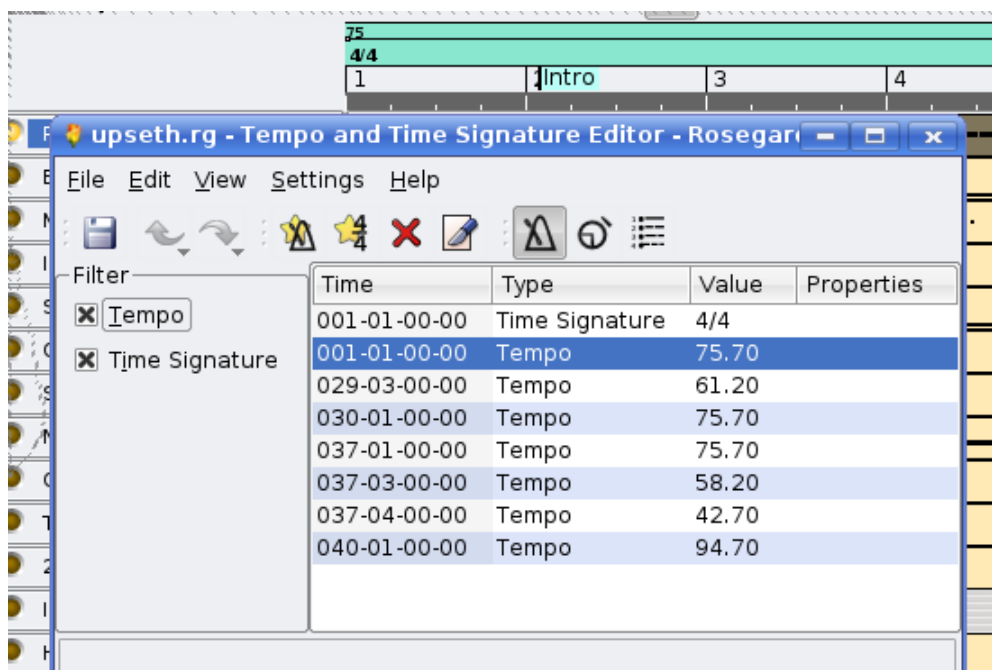 75
4/4
1 2 Intro 3 4
upseth.rg - Tempo and Time Signature Editor - Rosegar
File Edit View Settings Help
Filter
Tempo
Time Signature
Time Type Value Properties
001-01-00-00 Time Signature 4/4
001-01-00-00 Tempo 75.70
029-03-00-00 Tempo 61.20
030-01-00-00 Tempo 75.70
037-01-00-00 Tempo 75.70
037-03-00-00 Tempo 58.20
037-04-00-00 Tempo 42.70
040-01-00-00 Tempo 94.70